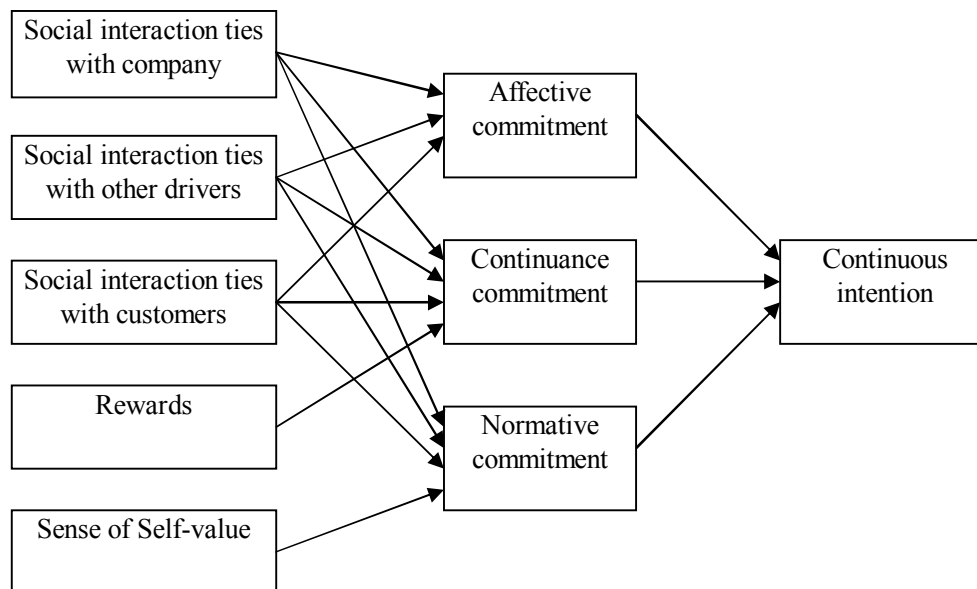 Social interaction ties
with company
Social interaction ties
with other drivers
Social interaction ties
with customers
Rewards
Sense of Self-value
Affective
commitment
Continuance
commitment
Normative
commitment
Continuous
intention